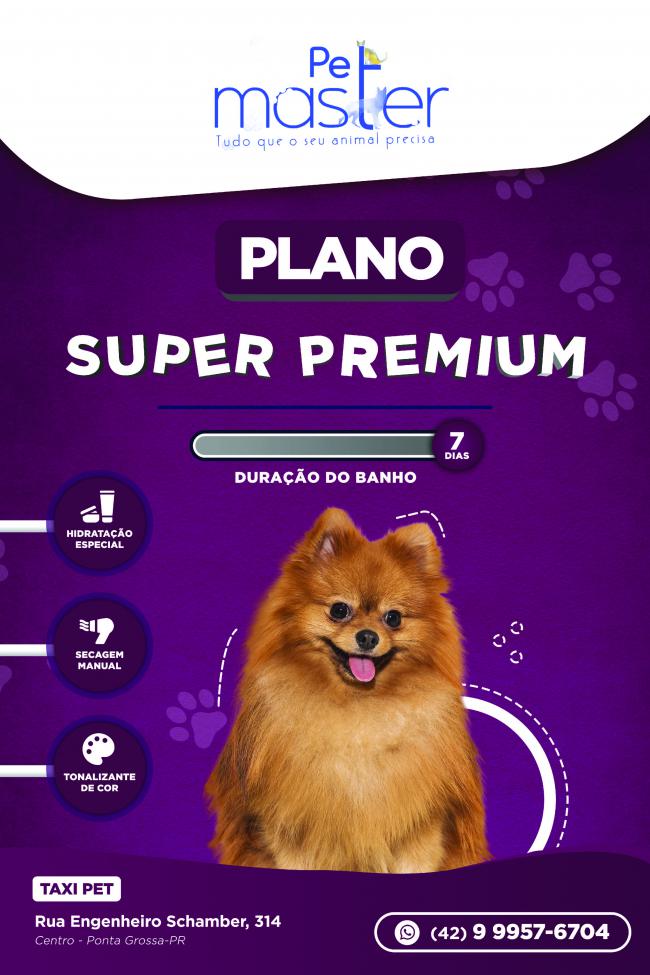 Pet
master
Tudo que o seu animal precisa
PLANO
SUPER PREMIUM
7
DIAS
DURAÇÃO DO BANHO
HIDRATAÇÃO
ESPECIAL
SECAGEM
MANUAL
TONALIZANTE
DE COR
TAXI PET
Rua Engenheiro Schamber, 314
Centro - Ponta Grossa-PR
(42) 9 9957-6704